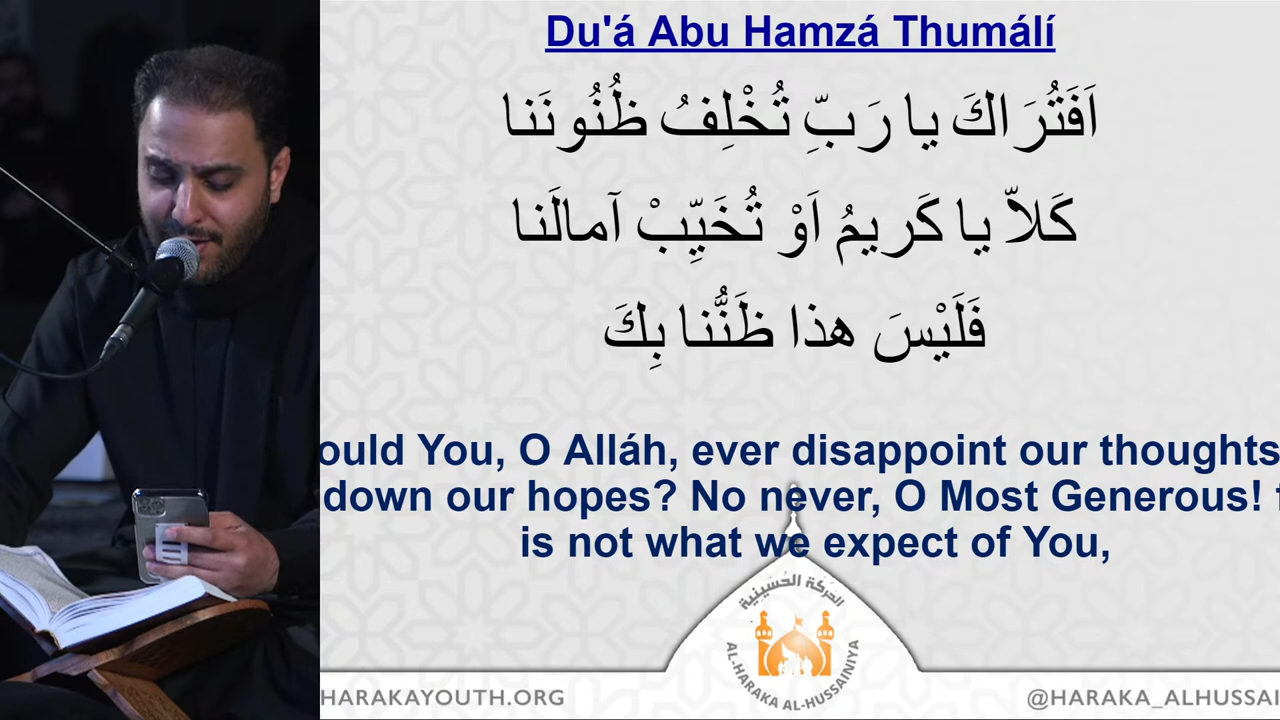 Du'á Abu Hamzá Thumálí
اَفَتُرَاكَ يا رَبِّ تُخْلِفُ ظُنُونَنا
كَلاّ يا كَريمُ اَوْ تُخَيِّبْ آمالَنا
فَلَيْسَ هذا ظَنُّنا بِكَ
ould You, O Alláh, ever disappoint our thoughts
down our hopes? No never, O Most Generous!
is not what we expect of You,
الحركة الحسينية
AL-HARAKA AL-HUSSAINIYA
HARAKAYOUTH.ORG
@HARAKA_ALHUSSAI